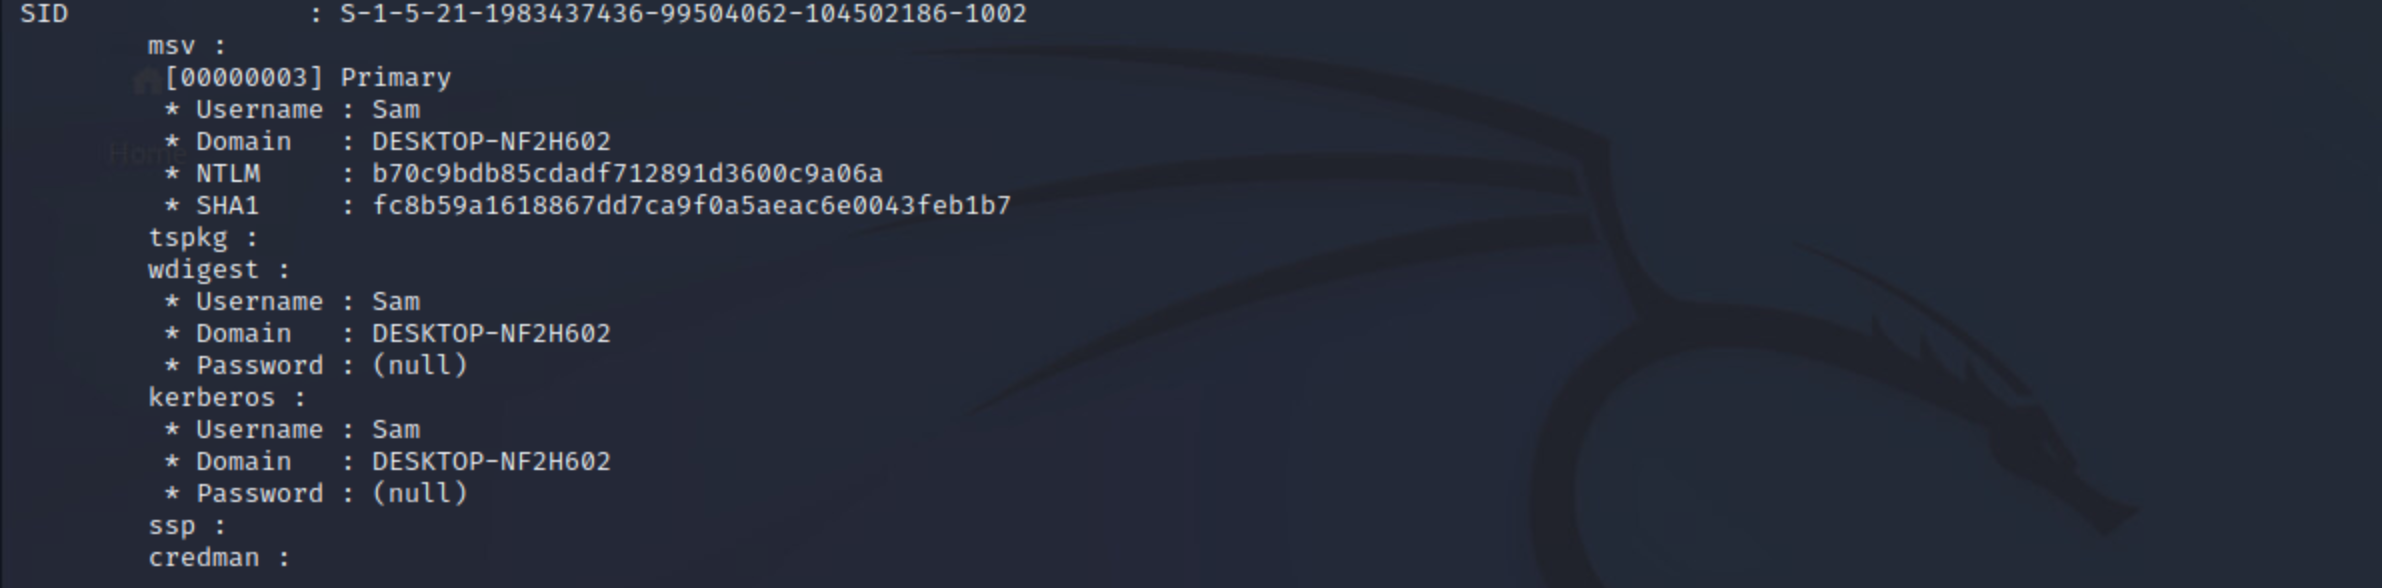 SID : S-1-5-21-1983437436-99504062-104502186-1002
msv :
[00000003] Primary
* Username : Sam
* Domain : DESKTOP-NF2H602
* NTLM : b70c9bdb85cdadf712891d3600c9a06a
* SHA1 : fc8b59a1618867dd7ca9f0a5aeac6e0043feb1b7
tspkg :
wdigest :
* Username : Sam
* Domain : DESKTOP-NF2H602
* Password : (null)
kerberos :
* Username : Sam
* Domain : DESKTOP-NF2H602
* Password : (null)
ssp :
credman :
Home